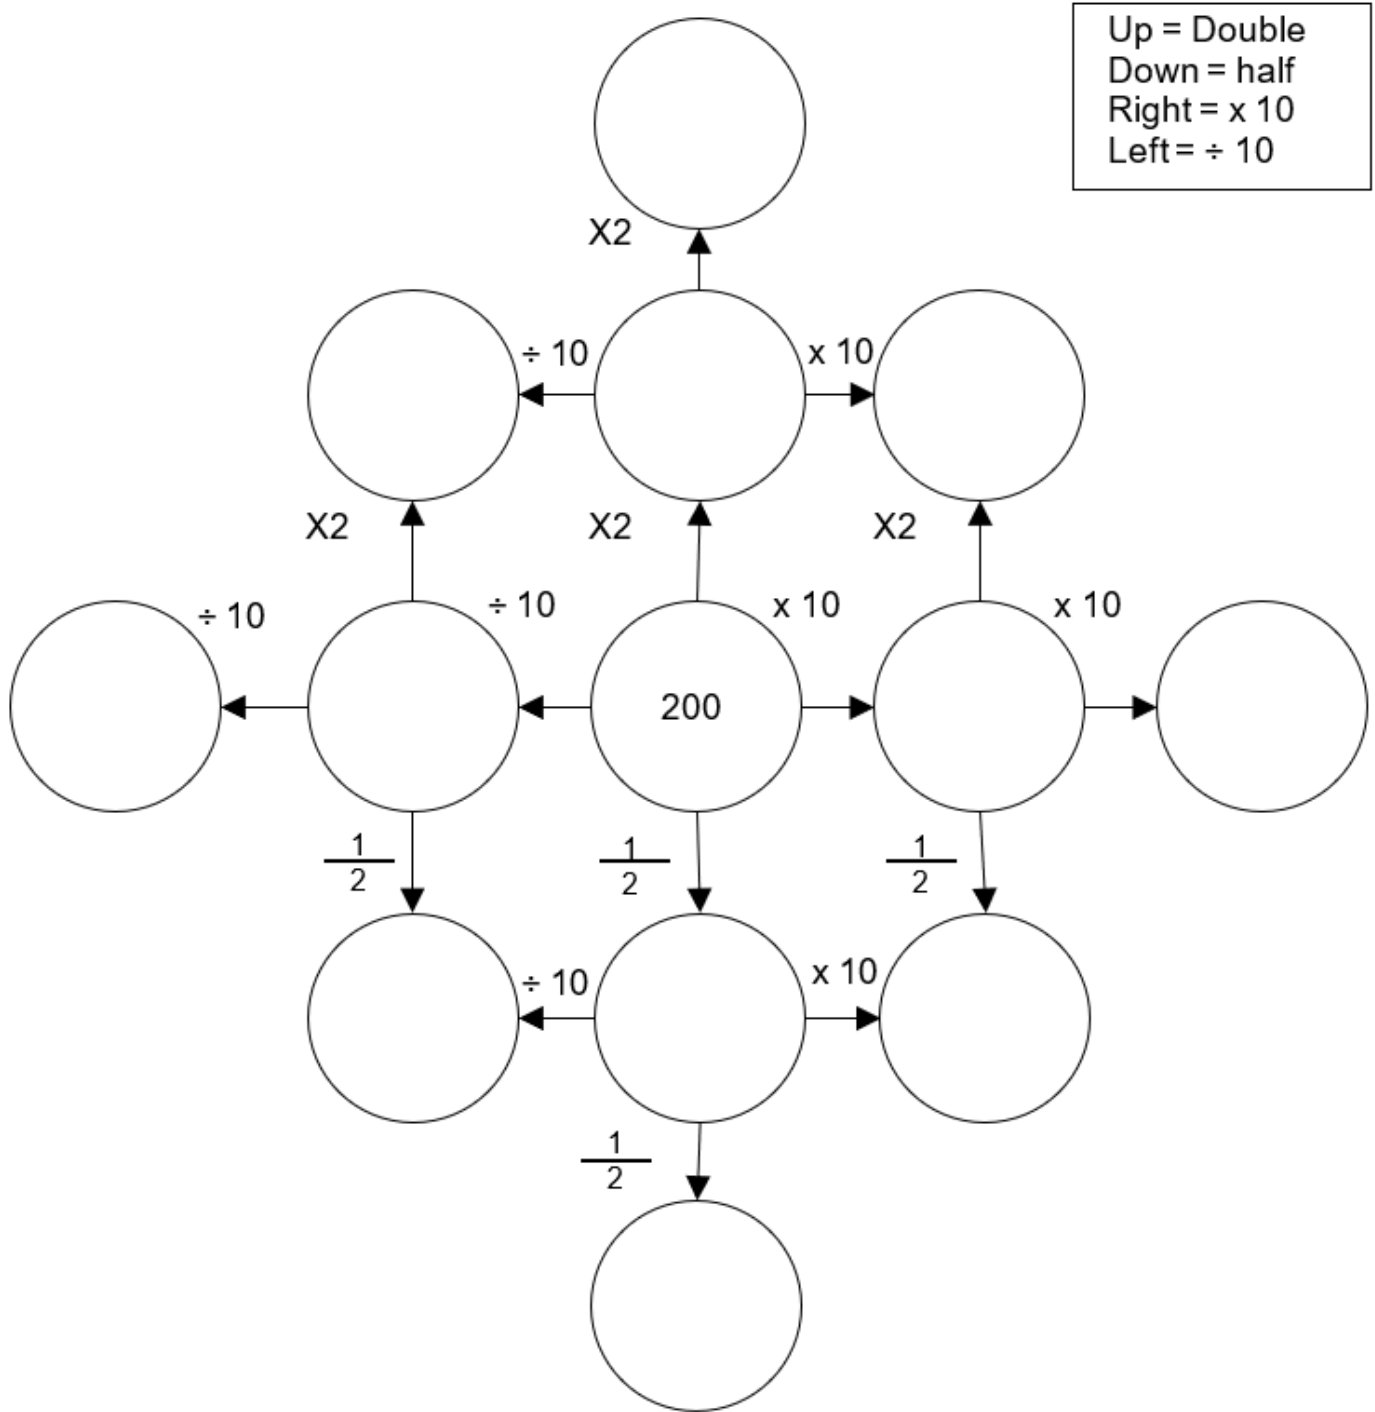 Up = Double
Down = half
Right = x 10
Left = ÷ 10
X2
÷ 10
x 10
X2
X2
X2
÷ 10
÷ 10
x 10
x 10
200
1
2
1
2
1
2
÷ 10
x 10
1
2